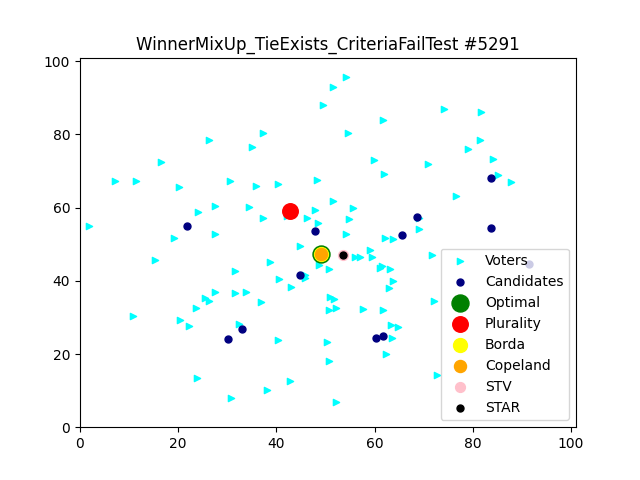 WinnerMixUp_TieExists_CriteriaFailTest #5291
100
80
60
40
20
0
0
20
40
60
80
100
Voters
Candidates
Optimal
Plurality
Borda
Copeland
STV
STAR